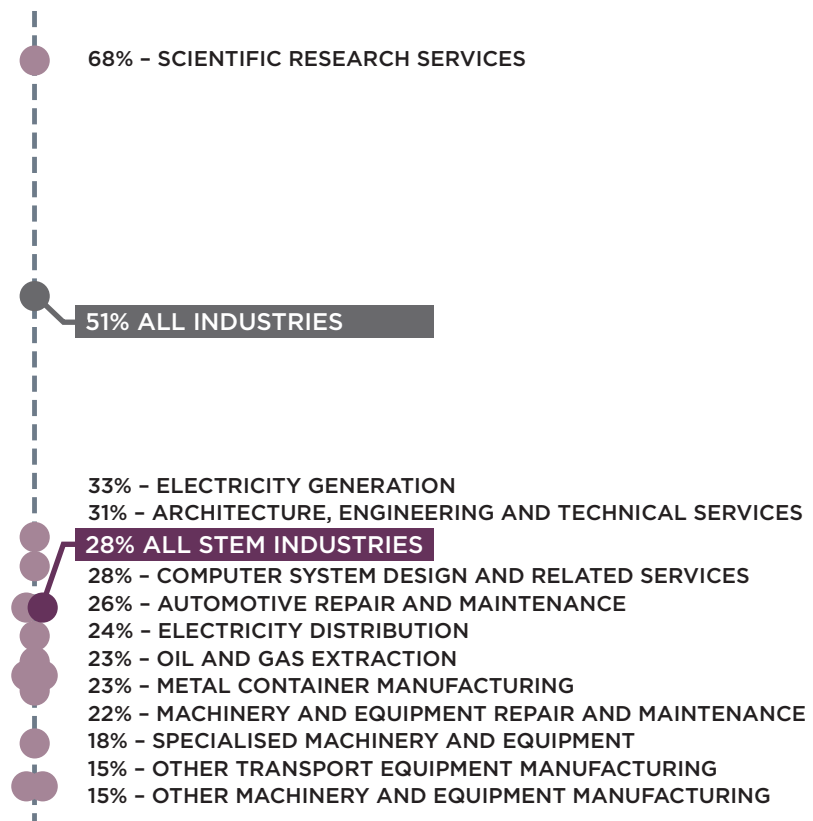 68% – SCIENTIFIC RESEARCH SERVICES
51% ALL INDUSTRIES
33% – ELECTRICITY GENERATION
31% – ARCHITECTURE, ENGINEERING AND TECHNICAL SERVICES
28% ALL STEM INDUSTRIES
28% – COMPUTER SYSTEM DESIGN AND RELATED SERVICES
26% – AUTOMOTIVE REPAIR AND MAINTENANCE
24% – ELECTRICITY DISTRIBUTION
23% – OIL AND GAS EXTRACTION
23% – METAL CONTAINER MANUFACTURING
22% – MACHINERY AND EQUIPMENT REPAIR AND MAINTENANCE
18% – SPECIALISED MACHINERY AND EQUIPMENT
15% – OTHER TRANSPORT EQUIPMENT MANUFACTURING
15% – OTHER MACHINERY AND EQUIPMENT MANUFACTURING